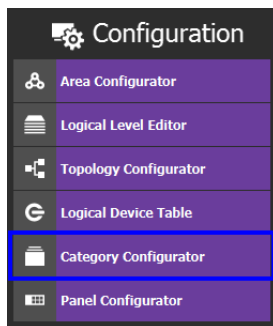 Configuration
Area Configurator
Logical Level Editor
Topology Configurator
Logical Device Table
Category Configurator
Panel Configurator